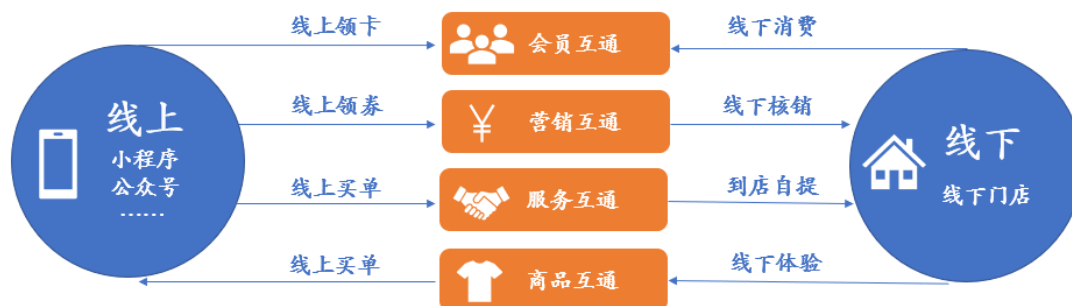 线上领卡
会员互通
线下消费
线上
小程序
公众号
······
线上领券
营销互通
线下核销
线下
线下门店
线上买单
服务互通
到店自提
线上买单
商品互通
线下体验